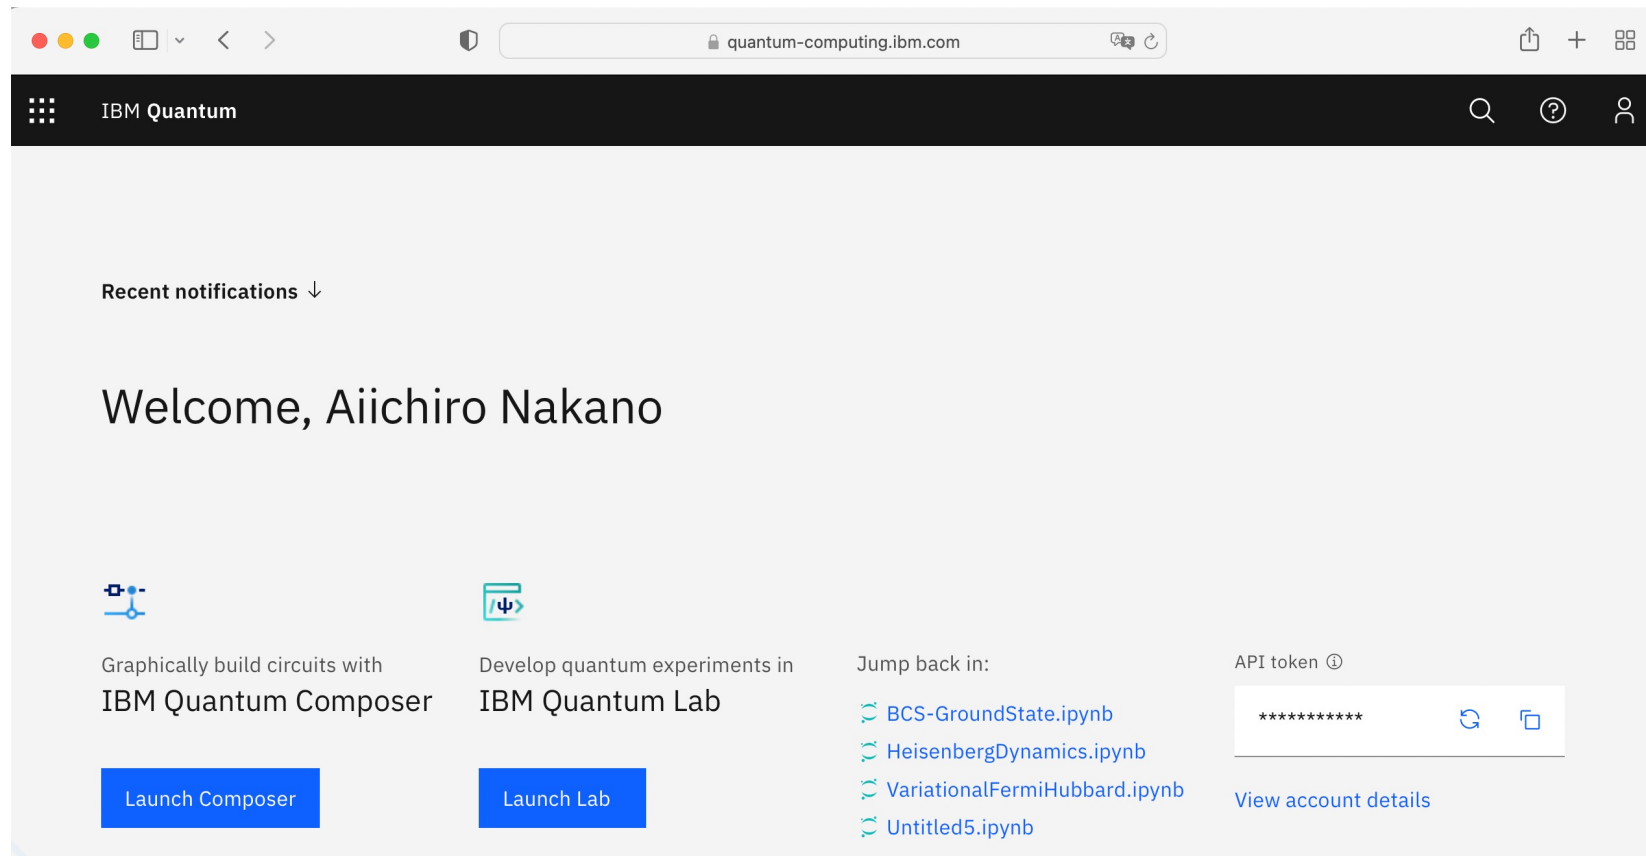 quantum-computing.ibm.com
IBM Quantum
Recent notifications ↓
Welcome, Aiichiro Nakano
Graphically build circuits with
IBM Quantum Composer
Launch Composer
Develop quantum experiments in
IBM Quantum Lab
Launch Lab
Jump back in:
BCS-GroundState.ipynb
HeisenbergDynamics.ipynb
VariationalFermiHubbard.ipynb
Untitled5.ipynb
API token
***********
View account details